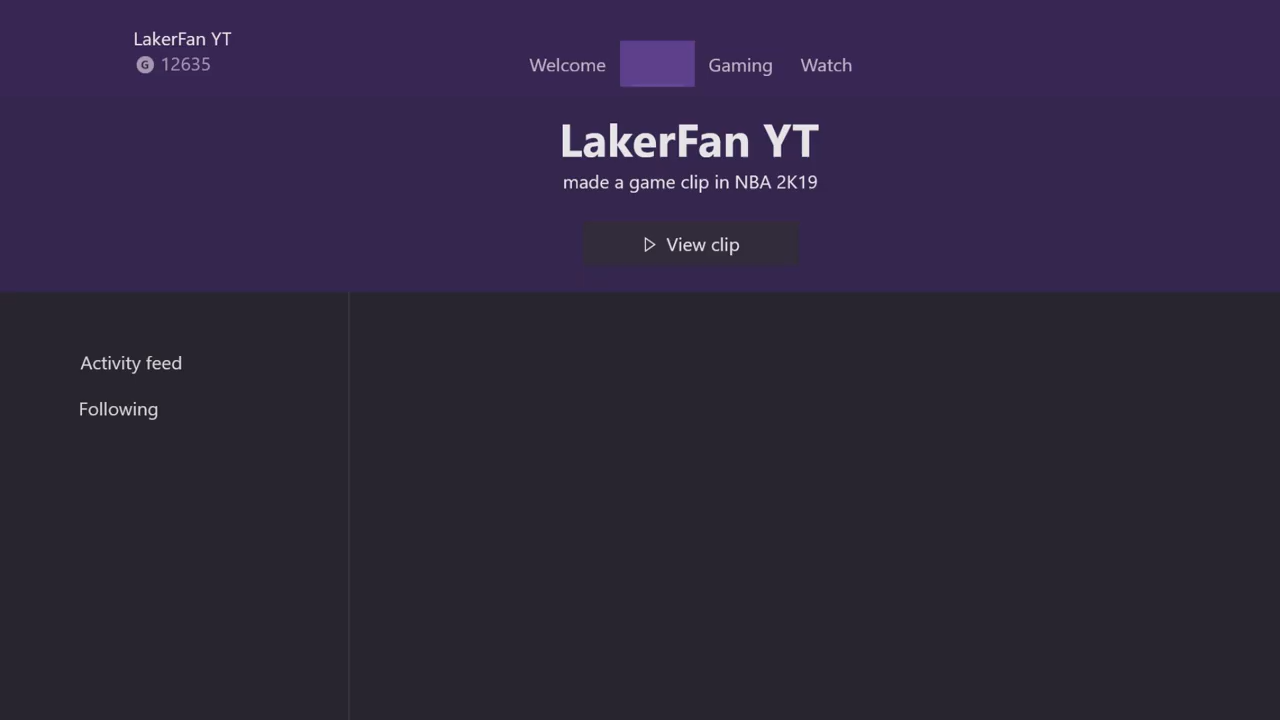 LakerFan YT
G 12635
Welcome Gaming Watch
LakerFan YT
made a game clip in NBA 2K19
View clip
Activity feed
Following